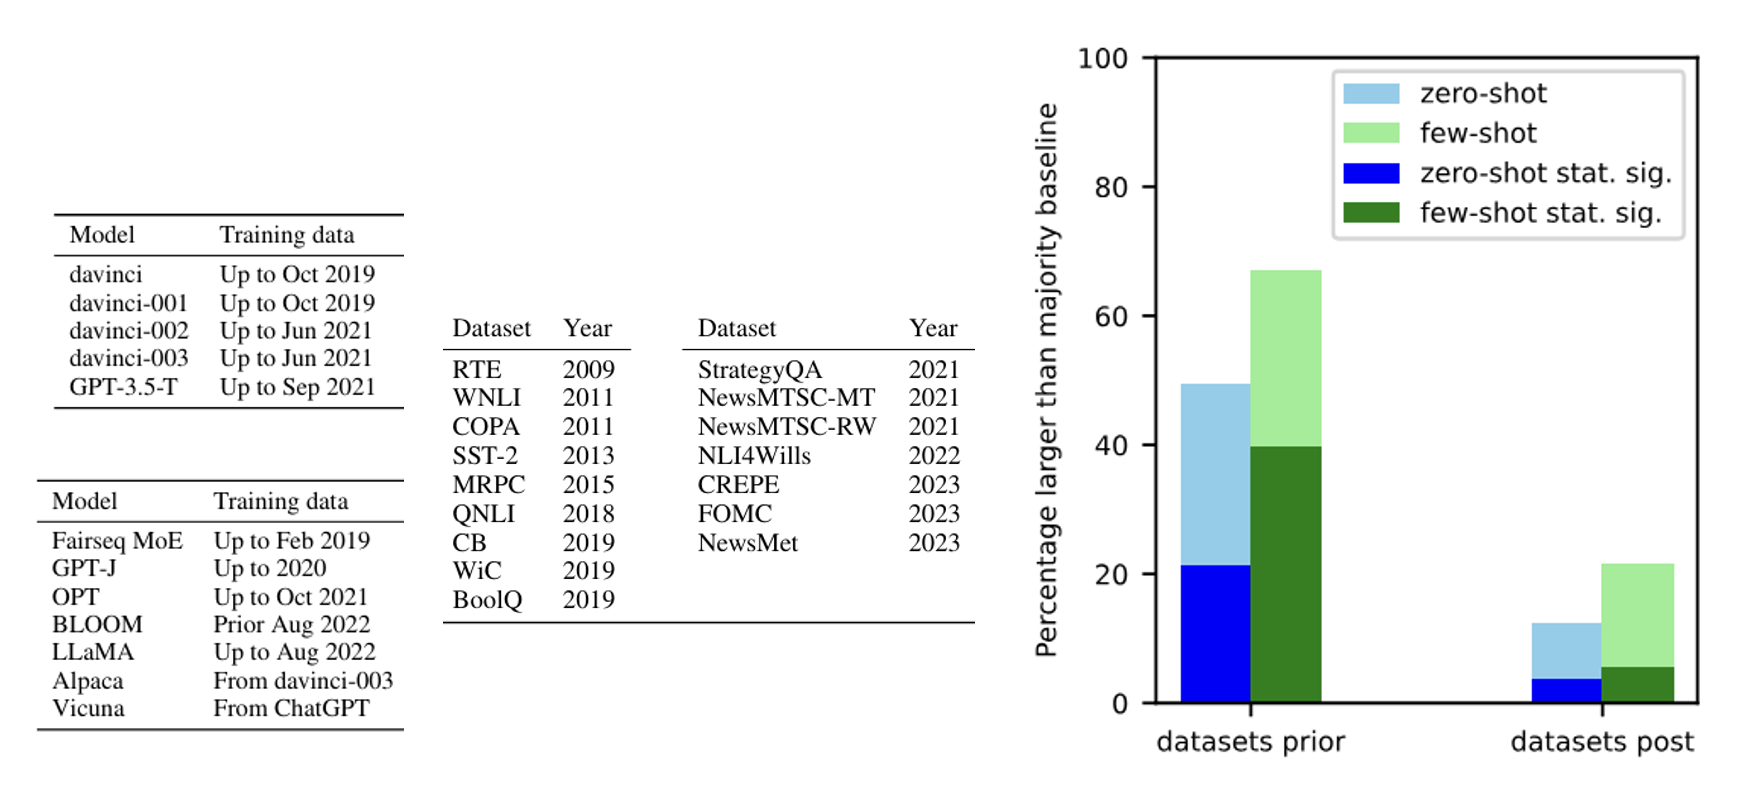 Model Training data
davinci Up to Oct 2019
davinci-001 Up to Oct 2019
davinci-002 Up to Jun 2021
davinci-003 Up to Jun 2021
GPT-3.5-T Up to Sep 2021
Model Training data
Fairseq MoE Up to Feb 2019
GPT-J Up to 2020
OPT Up to Oct 2021
BLOOM Prior Aug 2022
LLaMA Up to Aug 2022
Alpaca From davinci-003
Vicuna From ChatGPT
Dataset Year
RTE 2009
WNLI 2011
COPA 2011
SST-2 2013
MRPC 2015
QNLI 2018
CB 2019
WiC 2019
BoolQ 2019
Dataset Year
StrategyQA 2021
NewsMTSC-MT 2021
NewsMTSC-RW 2021
NLI4Wills 2022
CREPE 2023
FOMC 2023
NewsMet 2023
Percentage larger than majority baseline
100
80
60
40
20
0
zero-shot
few-shot
zero-shot stat. sig.
few-shot stat. sig.
datasets prior
datasets post